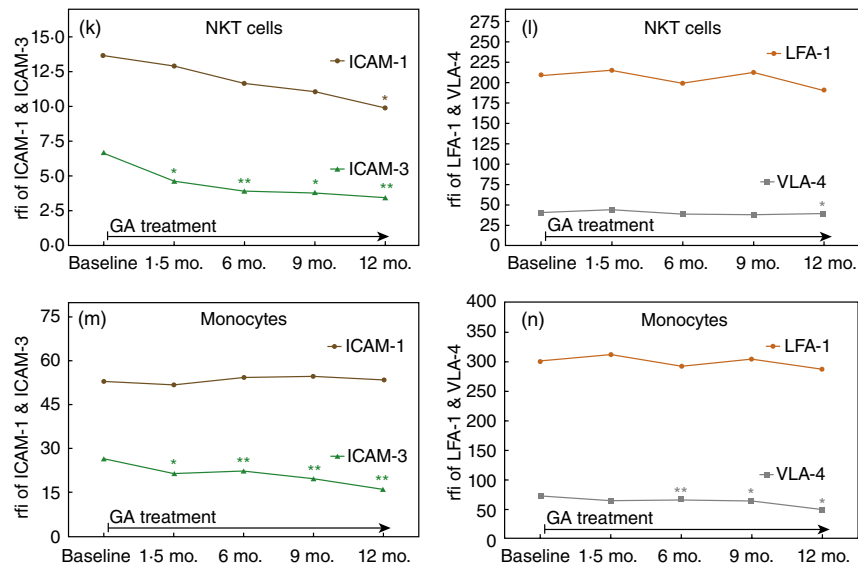 (k) NKT cells
15·0
12·5
10·0
7·5
5·0
2·5
0·0
rfi of ICAM-1 & ICAM-3
ICAM-1
*
ICAM-3
* ** * **
GA treatment
Baseline 1·5 mo. 6 mo. 9 mo. 12 mo.
(l) NKT cells
275
250
225
200
175
150
125
100
75
50
25
0
rfi of LFA-1 & VLA-4
LFA-1
VLA-4
*
GA treatment
Baseline 1·5 mo. 6 mo. 9 mo. 12 mo.
(m) Monocytes
75
60
45
30
15
0
rfi of ICAM-1 & ICAM-3
ICAM-1
ICAM-3
* ** ** **
GA treatment
Baseline 1·5 mo. 6 mo. 9 mo. 12 mo.
(n) Monocytes
400
350
300
250
200
150
100
50
0
rfi of LFA-1 & VLA-4
LFA-1
VLA-4
** * *
GA treatment
Baseline 1·5 mo. 6 mo. 9 mo. 12 mo.